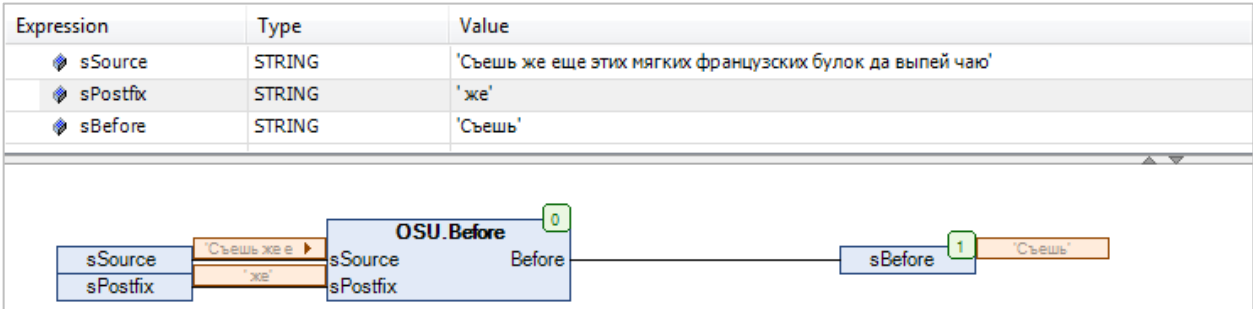 Expression Type Value
sSource STRING 'Съешь же еще этих мягких французских булок да выпей чаю'
sPostfix STRING ' же'
sBefore STRING 'Съешь'
0
OSU.Before
'Съешь же е
sSource sSource Before
1
sBefore 'Съешь'
' же'
sPostfix sPostfix